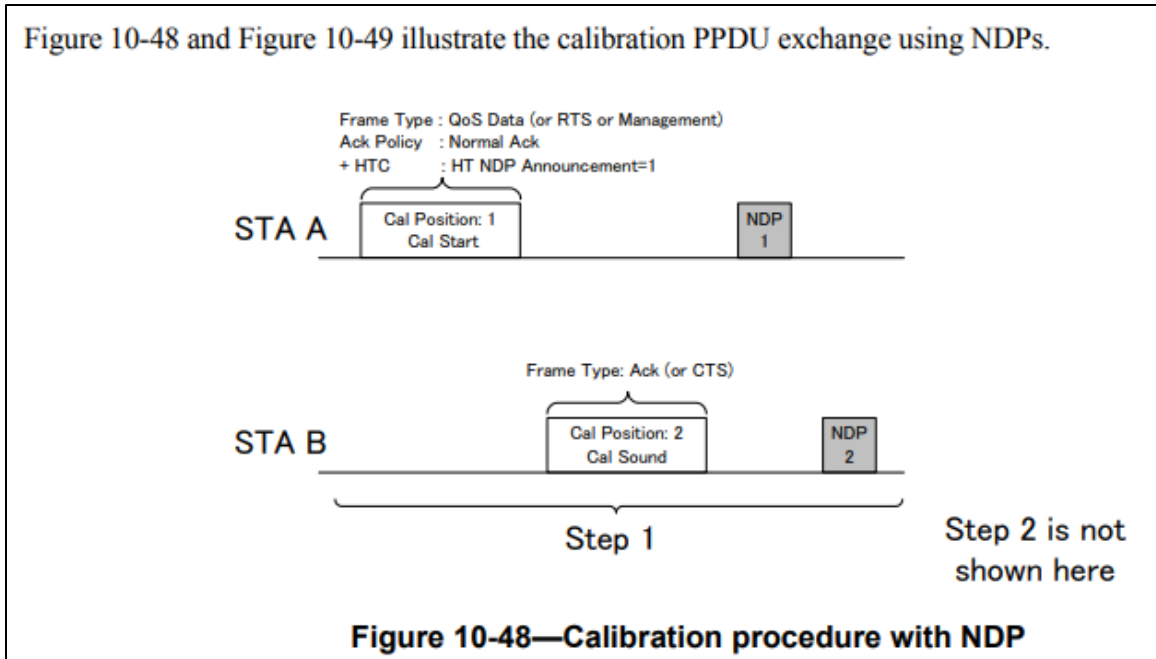 Figure 10-48 and Figure 10-49 illustrate the calibration PPDU exchange using NDPs.
Frame Type : QoS Data (or RTS or Management)
Ack Policy : Normal Ack
+ HTC : HT NDP Announcement=1
STA A
Cal Position: 1
Cal Start
NDP
1
Frame Type: Ack (or CTS)
STA B
Cal Position: 2
Cal Sound
NDP
2
Step 1
Step 2 is not
shown here
Figure 10-48—Calibration procedure with NDP